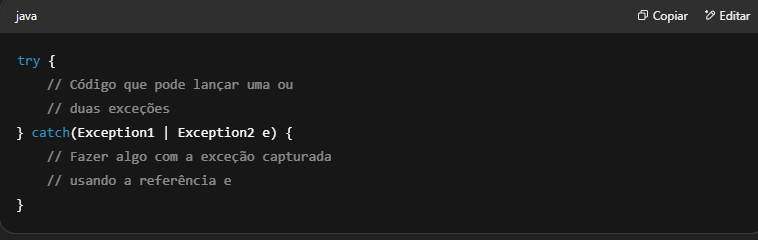 java
Copiar
Editar
try {
// Código que pode lançar uma ou
// duas exceções
} catch(Exception1 | Exception2 e) {
// Fazer algo com a exceção capturada
// usando a referência e
}